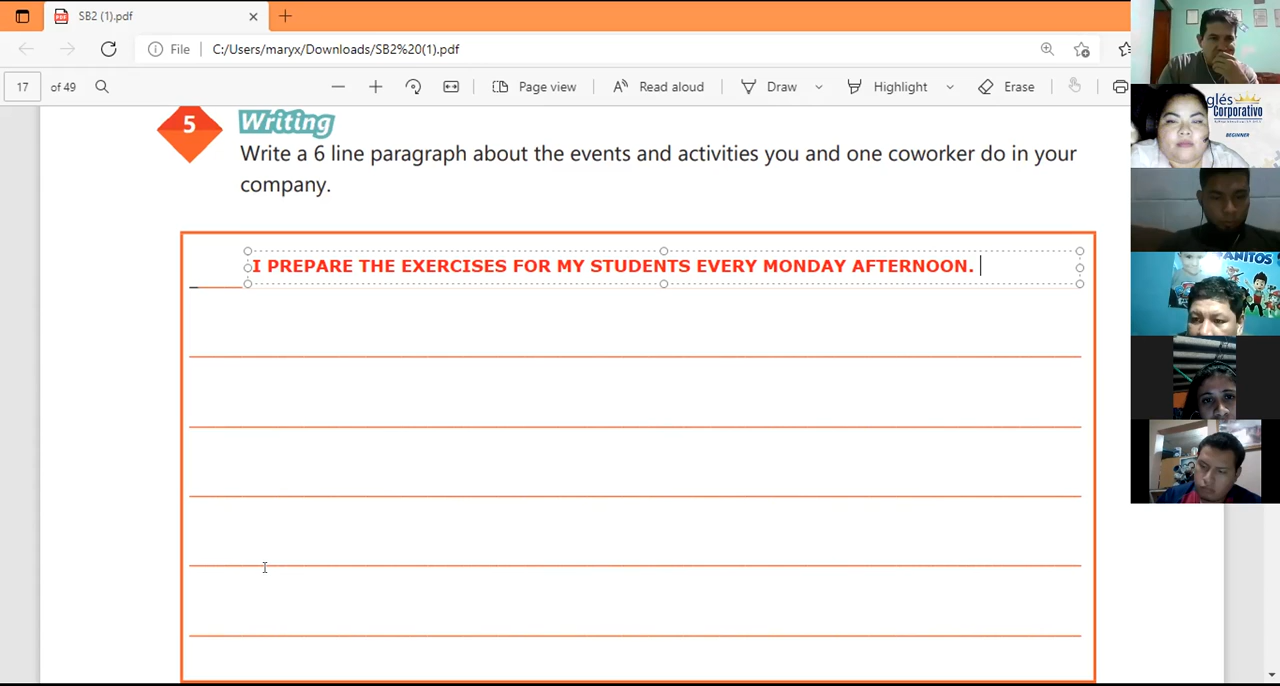 SB2 (1).pdf
File C:/Users/maryx/Downloads/SB2%20(1).pdf
17 of 49 Page view Read aloud Draw Highlight Erase
5 Writing
Write a 6 line paragraph about the events and activities you and one coworker do in your
company.
I PREPARE THE EXERCISES FOR MY STUDENTS EVERY MONDAY AFTERNOON.
glés
Corporativo
BEGINNER